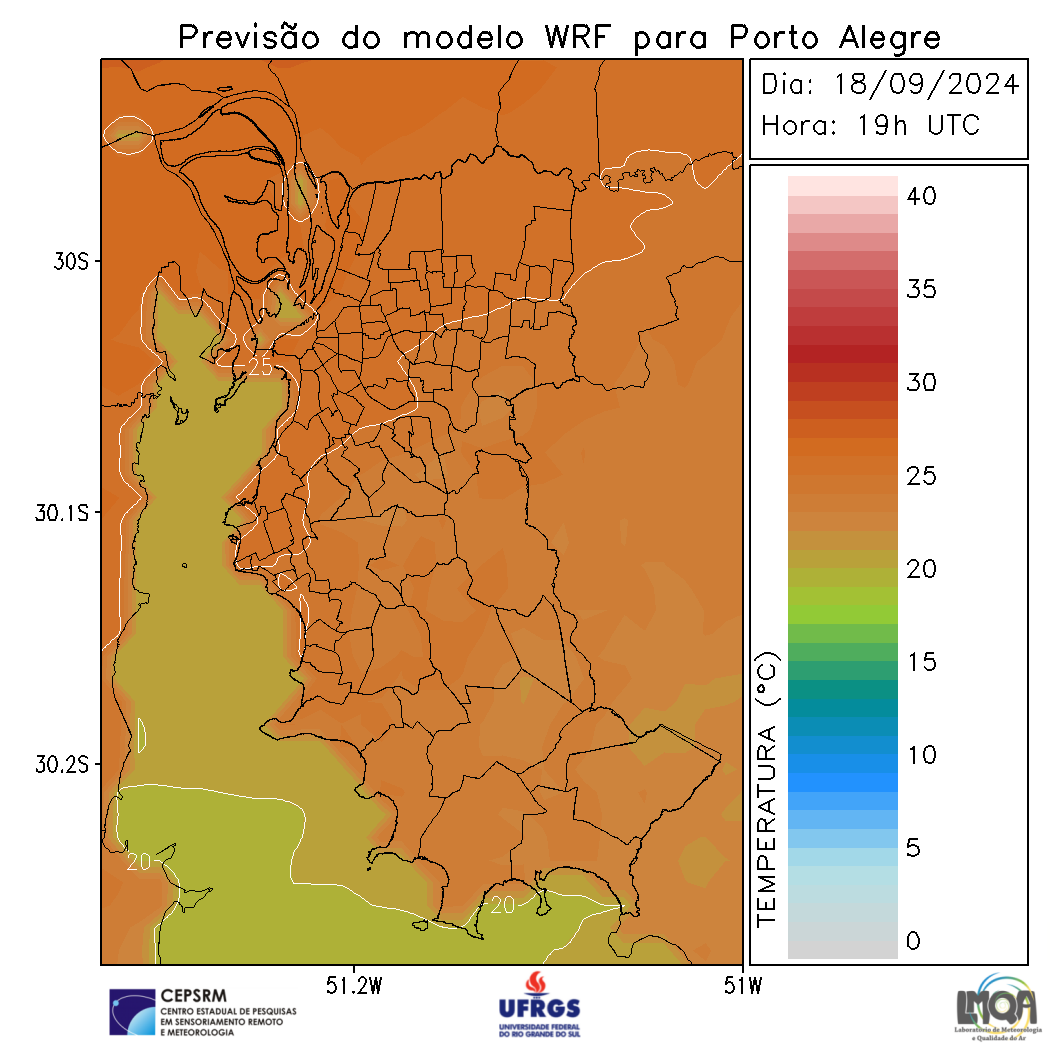 Previsão do modelo WRF para Porto Alegre
Dia: 18/09/2024
Hora: 19h UTC
40
35
30
25
20
15
10
5
0
TEMPERATURA (°C)
30S
30.1S
30.2S
25
20
20
51.2W
51W
CEPSRM
CENTRO ESTADUAL DE PESQUISAS
EM SENSORIAMENTO REMOTO
E METEOROLOGIA
UFRGS
UNIVERSIDADE FEDERAL
DO RIO GRANDE DO SUL
LMQA
Laboratório de Meteorologia
e Qualidade do Ar